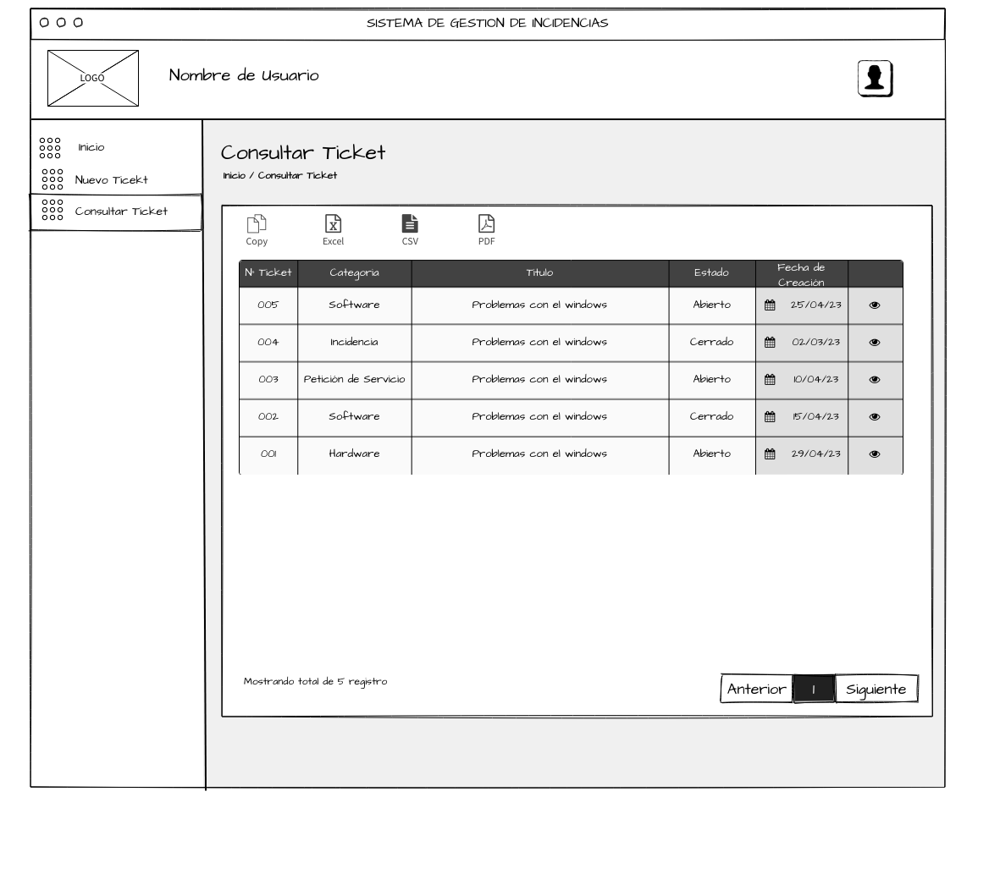 SISTEMA DE GESTION DE INCIDENCIAS
LOGO
Nombre de Usuario
Inicio
Nuevo Ticekt
Consultar Ticket
Consultar Ticket
Inicio / Consultar Ticket
Copy Excel CSV PDF
Nº Ticket Categoria Titulo Estado Fecha de Creación
005 Software Problemas con el windows Abierto 25/04/23
004 Incidencia Problemas con el windows Cerrado 02/03/23
003 Petición de Servicio Problemas con el windows Abierto 10/04/23
002 Software Problemas con el windows Cerrado 15/04/23
001 Hardware Problemas con el windows Abierto 29/04/23
Mostrando total de 5 registro
Anterior 1 Siguiente